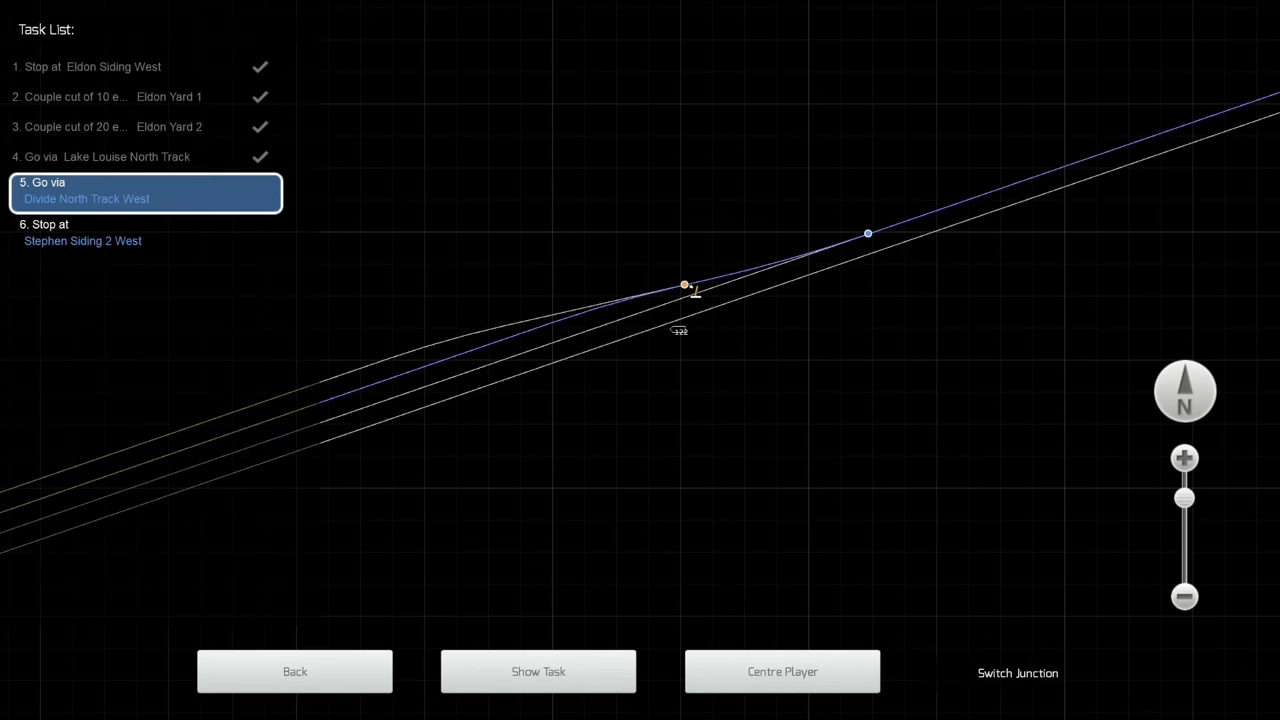 Task List:
1. Stop at Eldon Siding West
2. Couple cut of 10 e... Eldon Yard 1
3. Couple cut of 20 e... Eldon Yard 2
4. Go via Lake Louise North Track
5. Go via
Divide North Track West
6. Stop at
Stephen Siding 2 West
122
N
Back
Show Task
Centre Player
Switch Junction